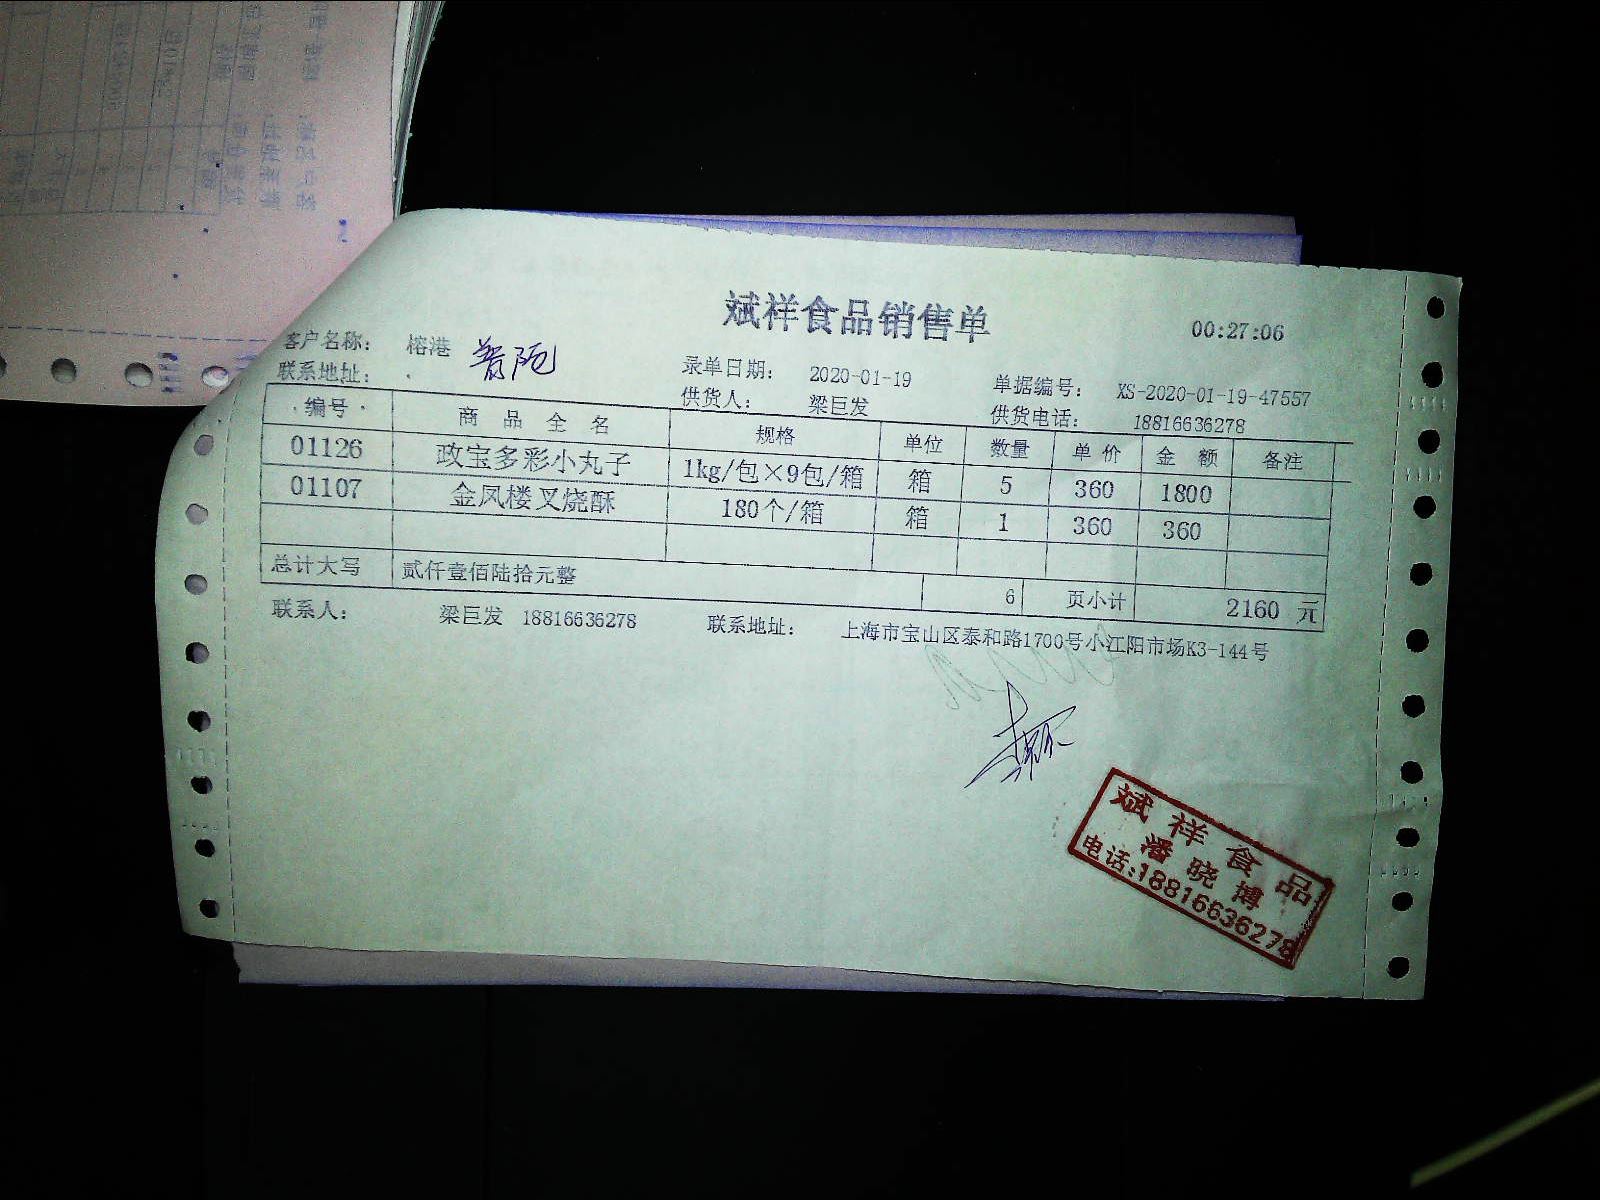 斌祥食品销售单
00:27:06
客户名称： 榕港 普陀
录单日期： 2020-01-19 单据编号： XS-2020-01-19-47557
联系地址： 供货人： 梁巨发 供货电话： 18816636278
编号 商品全名 规格 单位 数量 单价 金额 备注
01126 政宝多彩小丸子 1kg/包×9包/箱 箱 5 360 1800
01107 金凤楼叉烧酥 180个/箱 箱 1 360 360
总计大写 贰仟壹佰陆拾元整 6 页小计 2160 元
联系人： 梁巨发 18816636278 联系地址： 上海市宝山区泰和路1700号小江阳市场K3-144号
斌祥食品
潘晓博
电话:18816636278